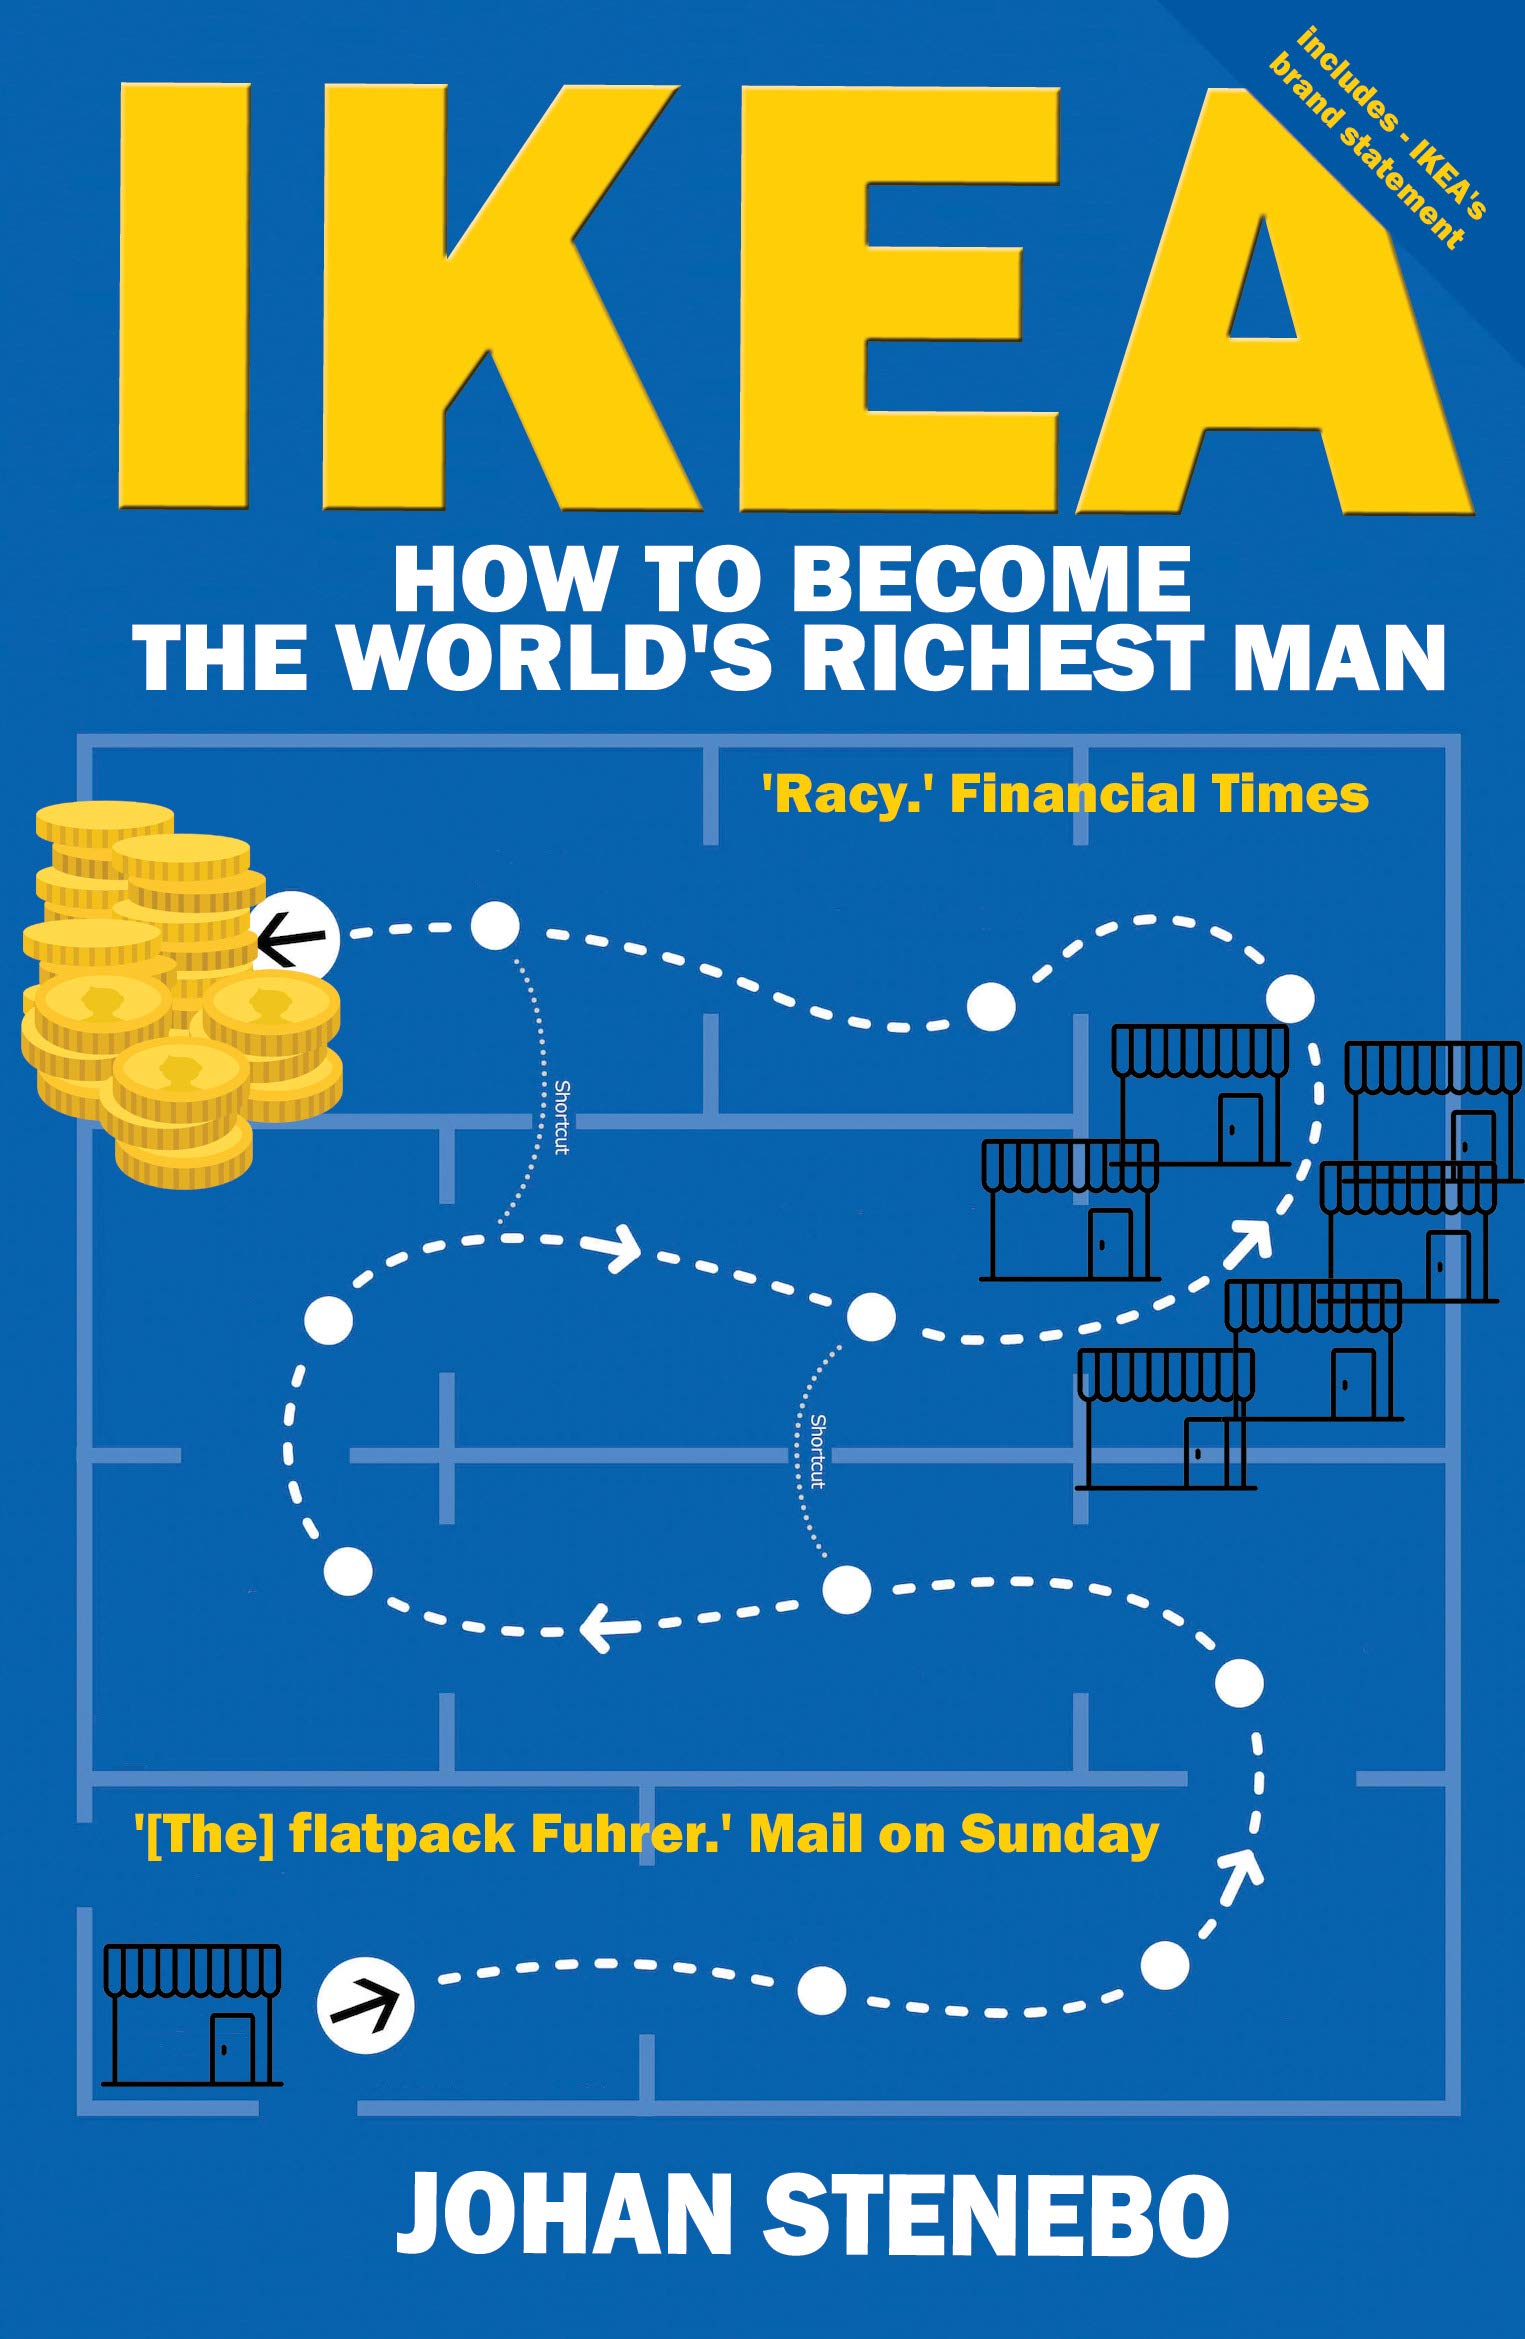 includes - IKEA's
brand statement
IKEA
HOW TO BECOME
THE WORLD'S RICHEST MAN
'Racy.' Financial Times
Shortcut
Shortcut
'[The] flatpack Fuhrer.' Mail on Sunday
JOHAN STENEBO